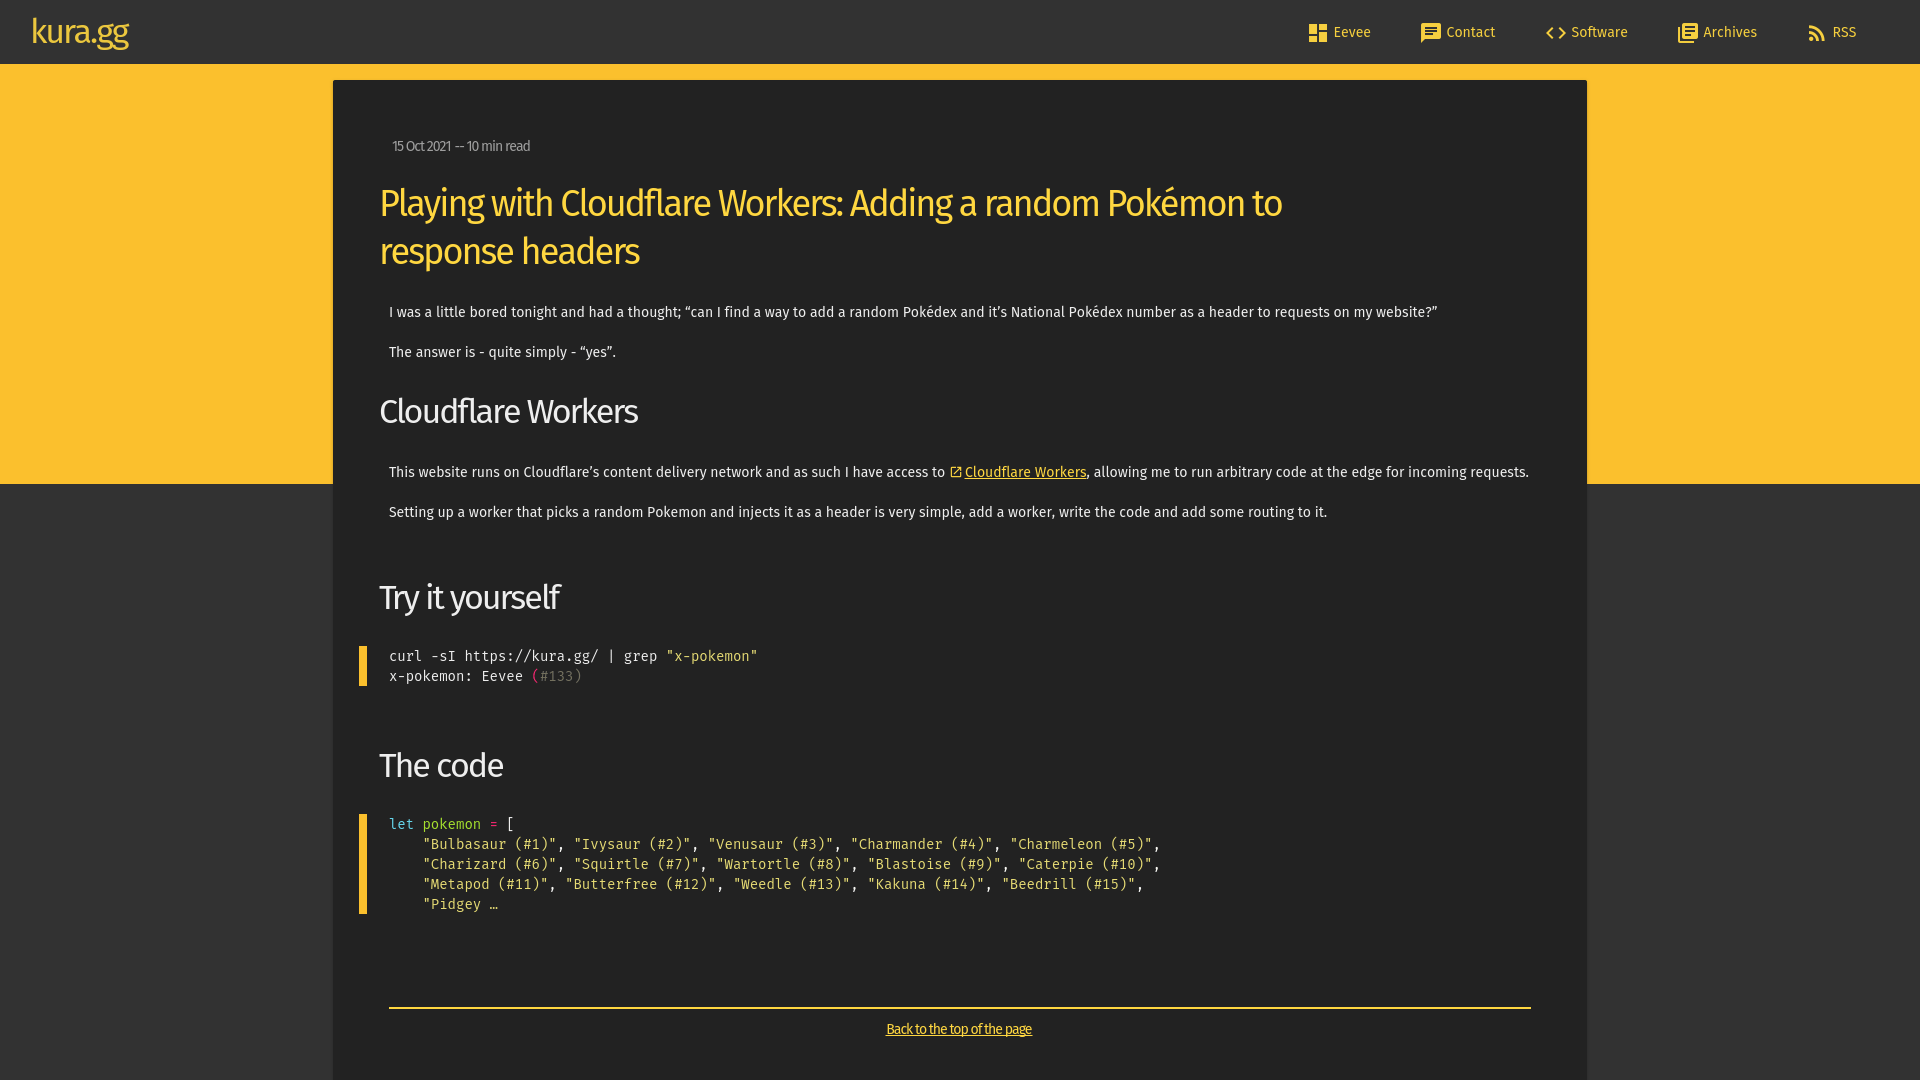 kura.gg
Eevee
Contact
Software
Archives
RSS
15 Oct 2021 -- 10 min read
Playing with Cloudflare Workers: Adding a random Pokémon to
response headers
I was a little bored tonight and had a thought; “can I find a way to add a random Pokédex and it’s National Pokédex number as a header to requests on my website?”
The answer is - quite simply - “yes”.
Cloudflare Workers
This website runs on Cloudflare’s content delivery network and as such I have access to Cloudflare Workers, allowing me to run arbitrary code at the edge for incoming requests.
Setting up a worker that picks a random Pokemon and injects it as a header is very simple, add a worker, write the code and add some routing to it.
Try it yourself
curl -sI https://kura.gg/ | grep "x-pokemon"
x-pokemon: Eevee (#133)
The code
let pokemon = [
"Bulbasaur (#1)", "Ivysaur (#2)", "Venusaur (#3)", "Charmander (#4)", "Charmeleon (#5)",
"Charizard (#6)", "Squirtle (#7)", "Wartortle (#8)", "Blastoise (#9)", "Caterpie (#10)",
"Metapod (#11)", "Butterfree (#12)", "Weedle (#13)", "Kakuna (#14)", "Beedrill (#15)",
"Pidgey …
Back to the top of the page